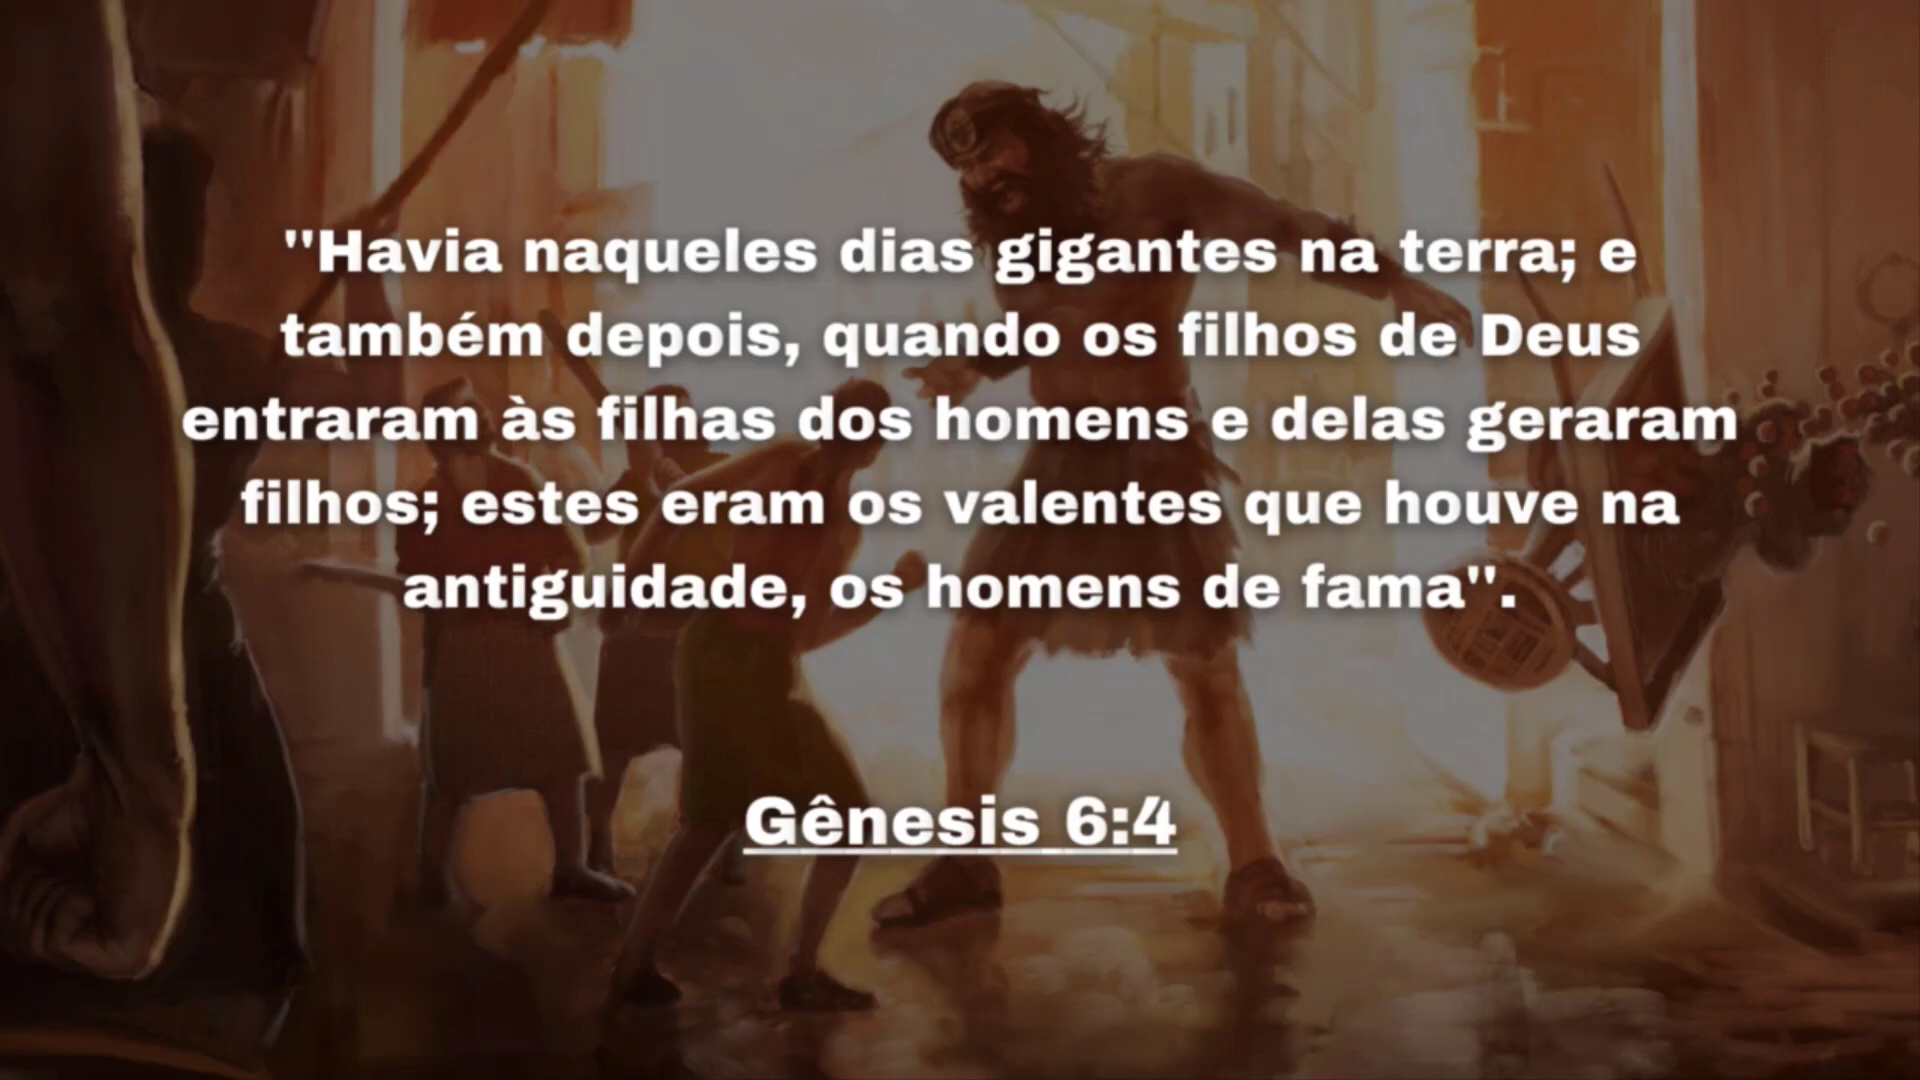 "Havia naqueles dias gigantes na terra; e
também depois, quando os filhos de Deus
entraram às filhas dos homens e delas geraram
filhos; estes eram os valentes que houve na
antiguidade, os homens de fama".
Gênesis 6:4